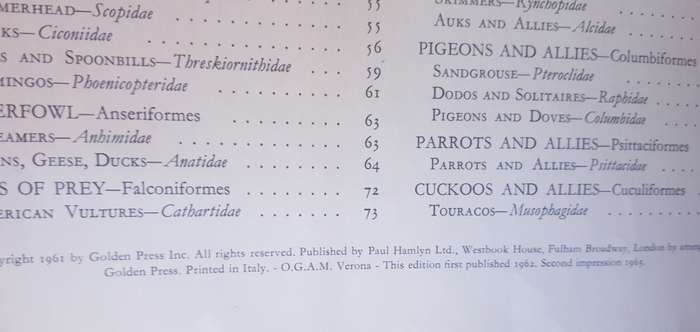 MERHEAD—Scopidae . . . . . . . . . 55
KS—Ciconiidae . . . . . . . . . . 55
S AND SPOONBILLS—Threskiornithidae . . . 56
MINGOS—Phoenicopteridae . . . . . . . 59
61
ERFOWL—Anseriformes . . . . . . . . 63
EAMERS—Anhimidae . . . . . . . . . 63
NS, GEESE, DUCKS—Anatidae . . . . . . 64
S OF PREY—Falconiformes . . . . . . . 72
ERICAN VULTURES—Cathartidae . . . . . . 73
SKIMMERS—Rynchopidae
AUKS AND ALLIES—Alcidae . . . . . .
PIGEONS AND ALLIES—Columbiformes
SANDGROUSE—Pteroclidae . . . . . .
DODOS AND SOLITAIRES—Raphidae . . . .
PIGEONS AND DOVES—Columbidae . . . .
PARROTS AND ALLIES—Psittaciformes
PARROTS AND ALLIES—Psittacidae . . . .
CUCKOOS AND ALLIES—Cuculiformes
TOURACOS—Musophagidae . . . . . . . .
yright 1961 by Golden Press Inc. All rights reserved. Published by Paul Hamlyn Ltd., Westbook House, Fulham Broadway, London by arrang
Golden Press. Printed in Italy. - O.G.A.M. Verona - This edition first published 1962. Second impression 1965.